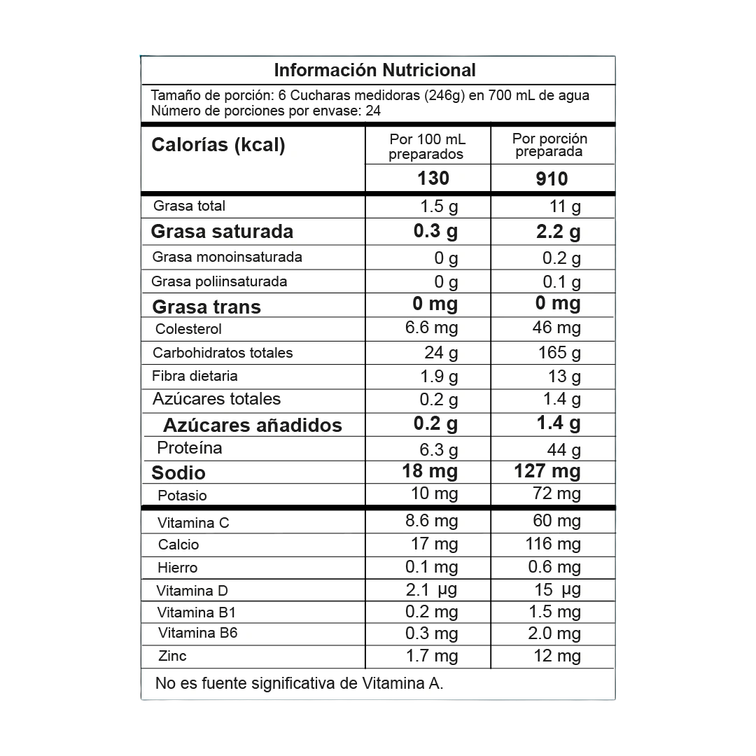 Información Nutricional
Tamaño de porción: 6 Cucharas medidoras (246g) en 700 mL de agua
Número de porciones por envase: 24
Calorías (kcal) Por 100 mL preparados Por porción preparada
130 910
Grasa total 1.5 g 11 g
Grasa saturada 0.3 g 2.2 g
Grasa monoinsaturada 0 g 0.2 g
Grasa poliinsaturada 0 g 0.1 g
Grasa trans 0 mg 0 mg
Colesterol 6.6 mg 46 mg
Carbohidratos totales 24 g 165 g
Fibra dietaria 1.9 g 13 g
Azúcares totales 0.2 g 1.4 g
Azúcares añadidos 0.2 g 1.4 g
Proteína 6.3 g 44 g
Sodio 18 mg 127 mg
Potasio 10 mg 72 mg
Vitamina C 8.6 mg 60 mg
Calcio 17 mg 116 mg
Hierro 0.1 mg 0.6 mg
Vitamina D 2.1 µg 15 µg
Vitamina B1 0.2 mg 1.5 mg
Vitamina B6 0.3 mg 2.0 mg
Zinc 1.7 mg 12 mg
No es fuente significativa de Vitamina A.